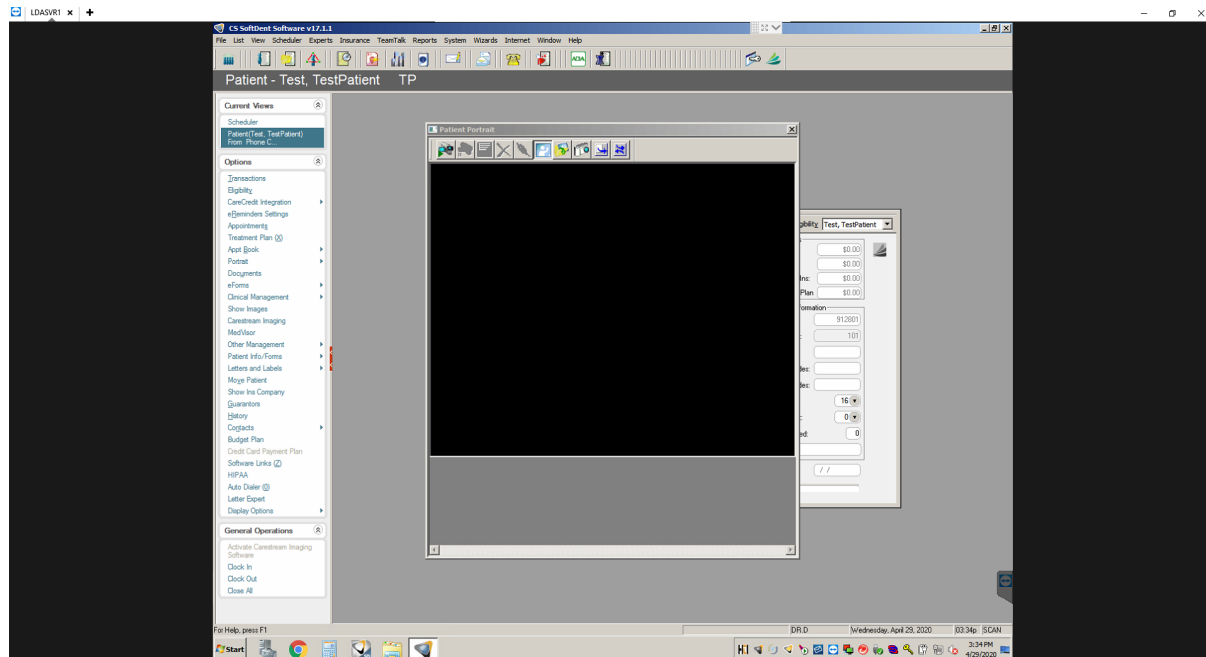 LDASVR1
CS SoftDent Software v17.1.1
File List View Scheduler Experts Insurance TeamTalk Reports System Wizards Internet Window Help
ADIA
Patient - Test, TestPatient TP
Current Views
Scheduler
Patient(Test, TestPatient)
From Phone C...
Options
Transactions
Eligibility
CareCredit Integration
eReminders Settings
Appointments
Treatment Plan (X)
Appt Book
Portrait
Documents
eForms
Clinical Management
Show Images
Carestream Imaging
MedVisor
Other Management
Patient Info/Forms
Letters and Labels
Move Patient
Show Ins Company
Guarantors
History
Contacts
Budget Plan
Credit Card Payment Plan
Software Links (Z)
HIPAA
Auto Dialer (@)
Letter Expert
Display Options
General Operations
Activate Carestream Imaging
Software
Clock In
Clock Out
Close All
Patient Portrait
gibility Test, TestPatient
$0.00
$0.00
Ins: $0.00
Plan $0.00
formation
912801
101
des:
des:
16
0
ed: 0
/ /
For Help, press F1
DR.D Wednesday, April 29, 2020 03:34p SCAN
Start
3:34 PM
4/29/2020